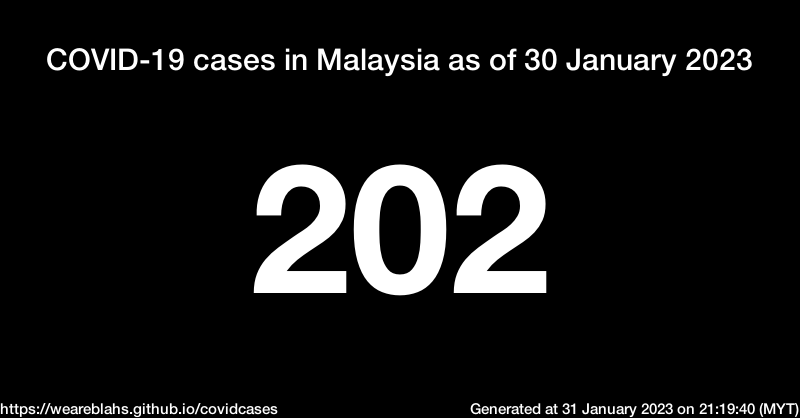 COVID-19 cases in Malaysia as of 30 January 2023
202
https://weareblahs.github.io/covidcases
Generated at 31 January 2023 on 21:19:40 (MYT)